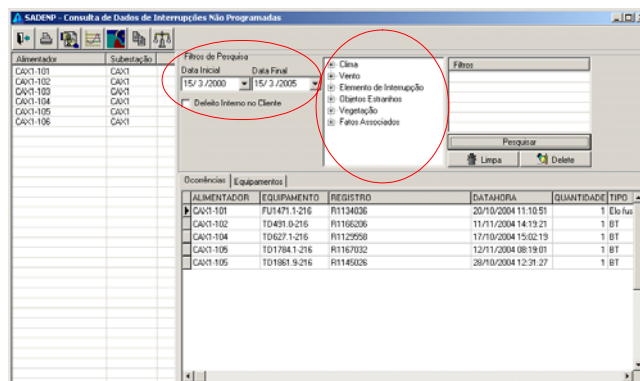 SADENP - Consulta de Dados de Interrupções Não Programadas
Alimentador Subestação
CAX1-101 CAX1
CAX1-102 CAX1
CAX1-103 CAX1
CAX1-104 CAX1
CAX1-105 CAX1
CAX1-106 CAX1
Filtros de Pesquisa
Data Inicial Data Final
15/ 3 /2000 15/ 3 /2005
Defeito Interno no Cliente
Clima
Vento
Elemento de Interrupção
Objetos Estranhos
Vegetação
Fatos Associados
Filtros
Pesquisar
Limpa Delete
Ocorrências Equipamentos
ALIMENTADOR EQUIPAMENTO REGISTRO DATAHORA QUANTIDADE TIPO
CAX1-101 FU1471.1-216 R1134036 20/10/2004 11:10:51 1 Elo fus
CAX1-102 TD491.0-216 R1166206 11/11/2004 14:19:21 1 BT
CAX1-104 TD627.1-216 R1129558 17/10/2004 15:02:19 1 BT
CAX1-105 TD1784.1-216 R1167032 12/11/2004 08:19:01 1 BT
CAX1-105 TD1861.9-216 R1145026 28/10/2004 12:31:27 1 BT